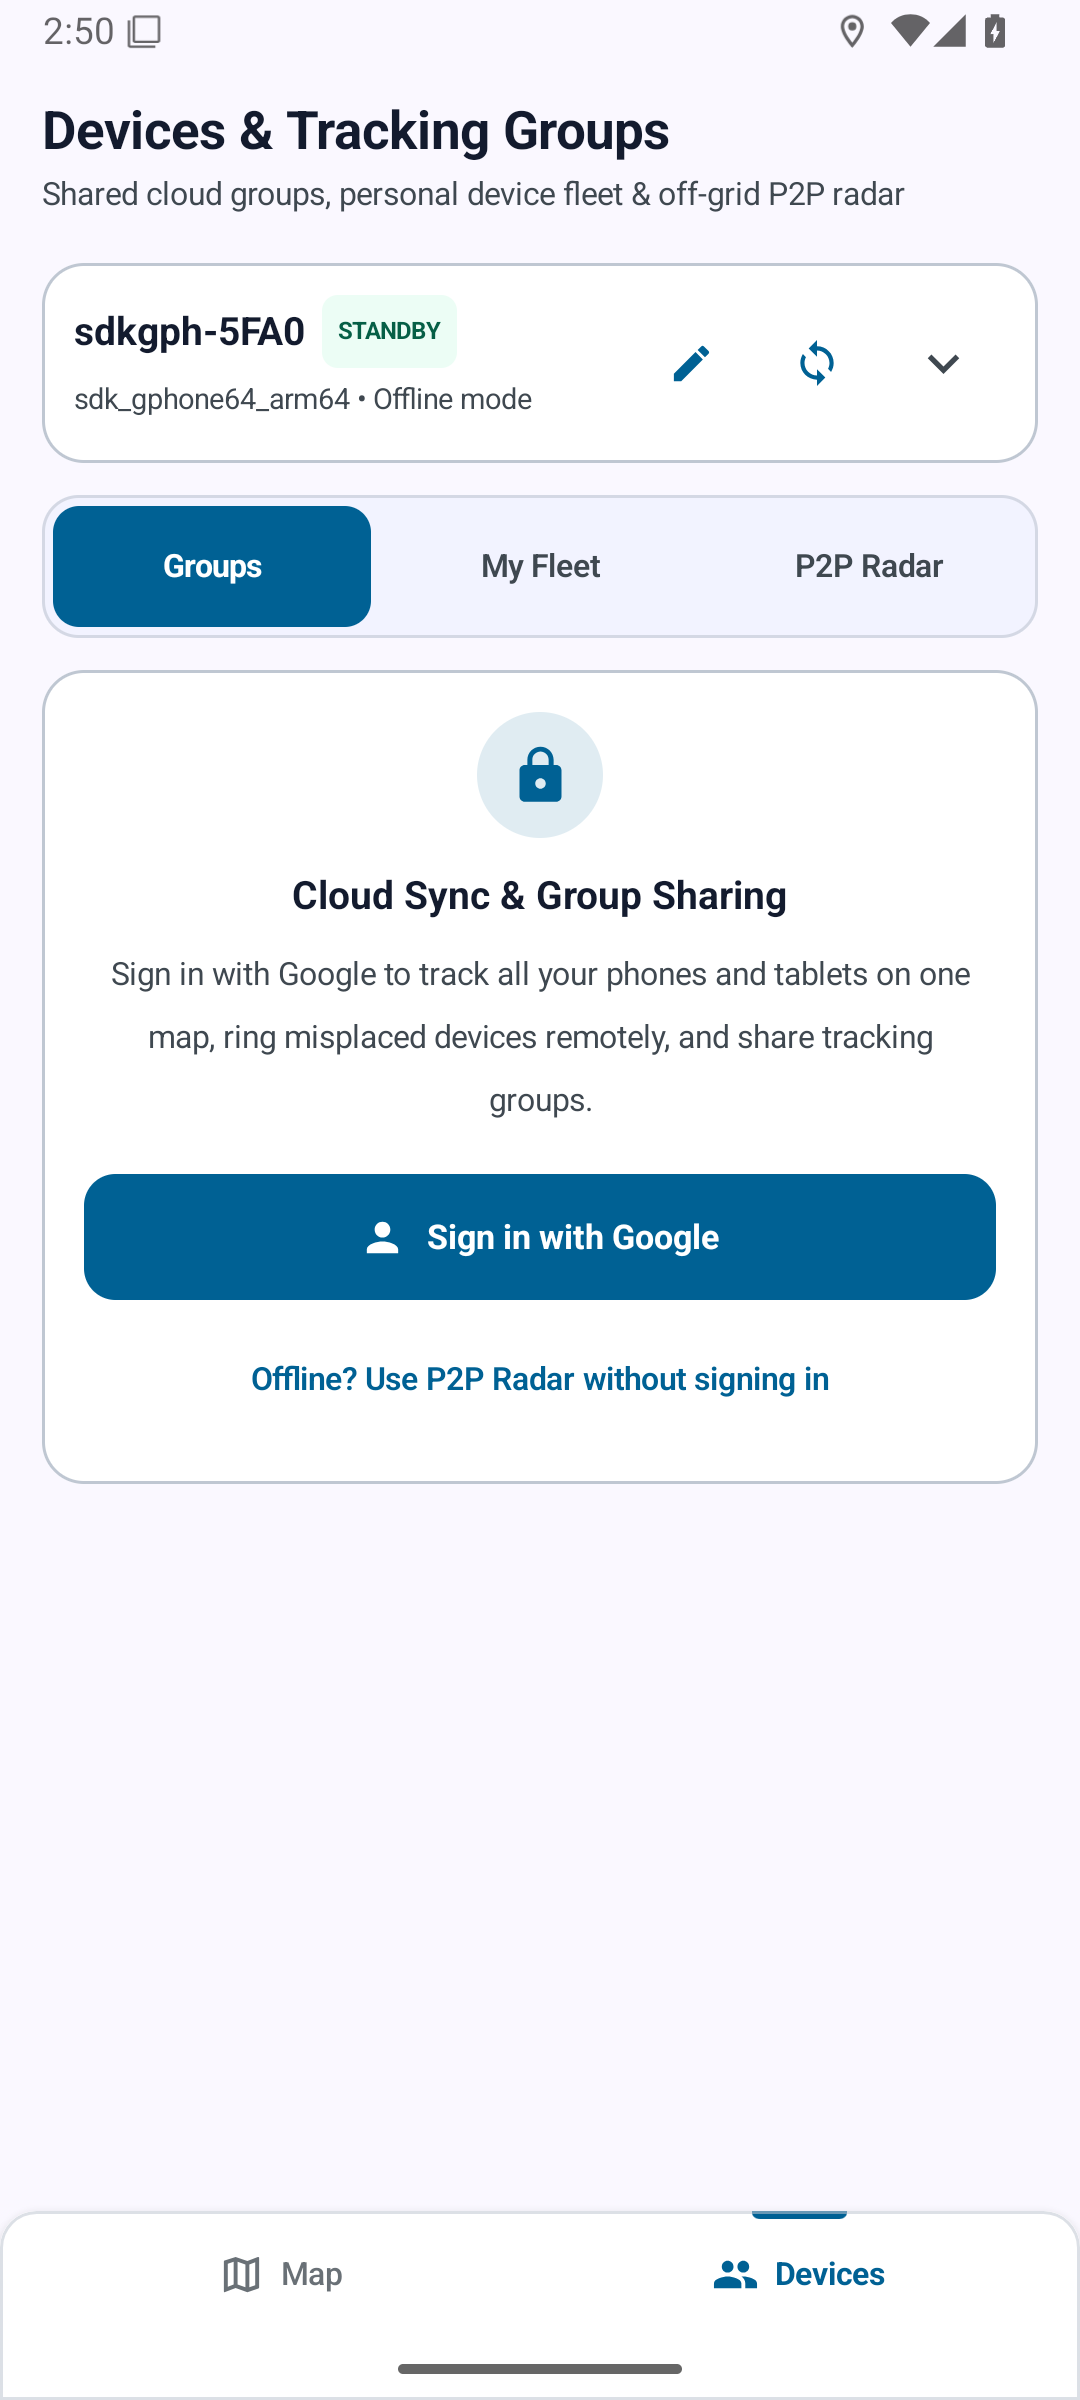 2:50
Devices & Tracking Groups
Shared cloud groups, personal device fleet & off-grid P2P radar
sdkgph-5FA0 STANDBY
sdk_gphone64_arm64 • Offline mode
Groups My Fleet P2P Radar
Cloud Sync & Group Sharing
Sign in with Google to track all your phones and tablets on one
map, ring misplaced devices remotely, and share tracking
groups.
Sign in with Google
Offline? Use P2P Radar without signing in
Map Devices